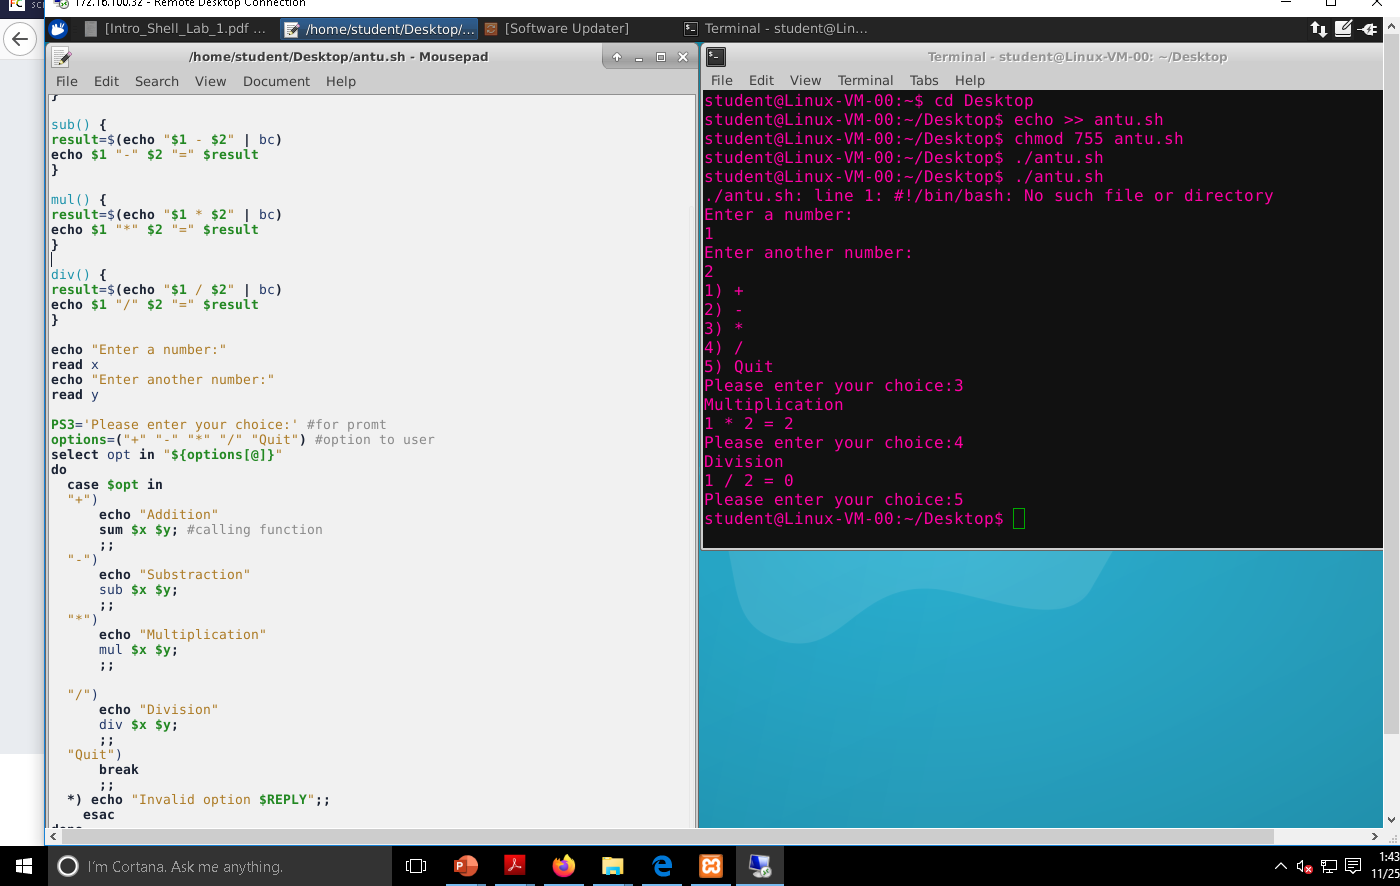 172.16.100.32 - Remote Desktop Connection
[Intro_Shell_Lab_1.pdf ...
/home/student/Desktop/...
[Software Updater]
Terminal - student@Lin...
/home/student/Desktop/antu.sh - Mousepad
File Edit Search View Document Help
}
sub() {
result=$(echo "$1 - $2" | bc)
echo $1 "-" $2 "=" $result
}
mul() {
result=$(echo "$1 * $2" | bc)
echo $1 "*" $2 "=" $result
}
div() {
result=$(echo "$1 / $2" | bc)
echo $1 "/" $2 "=" $result
}
echo "Enter a number:"
read x
echo "Enter another number:"
read y
PS3='Please enter your choice:' #for promt
options=("+" "-" "*" "/" "Quit") #option to user
select opt in "${options[@]}"
do
case $opt in
"+")
echo "Addition"
sum $x $y; #calling function
;;
"-")
echo "Substraction"
sub $x $y;
;;
"*")
echo "Multiplication"
mul $x $y;
;;
"/")
echo "Division"
div $x $y;
;;
"Quit")
break
;;
*) echo "Invalid option $REPLY";;
esac
done
Terminal - student@Linux-VM-00: ~/Desktop
File Edit View Terminal Tabs Help
student@Linux-VM-00:~$ cd Desktop
student@Linux-VM-00:~/Desktop$ echo >> antu.sh
student@Linux-VM-00:~/Desktop$ chmod 755 antu.sh
student@Linux-VM-00:~/Desktop$ ./antu.sh
student@Linux-VM-00:~/Desktop$ ./antu.sh
./antu.sh: line 1: #!/bin/bash: No such file or directory
Enter a number:
1
Enter another number:
2
1) +
2) -
3) *
4) /
5) Quit
Please enter your choice:3
Multiplication
1 * 2 = 2
Please enter your choice:4
Division
1 / 2 = 0
Please enter your choice:5
student@Linux-VM-00:~/Desktop$
I'm Cortana. Ask me anything.
1:43
11/25